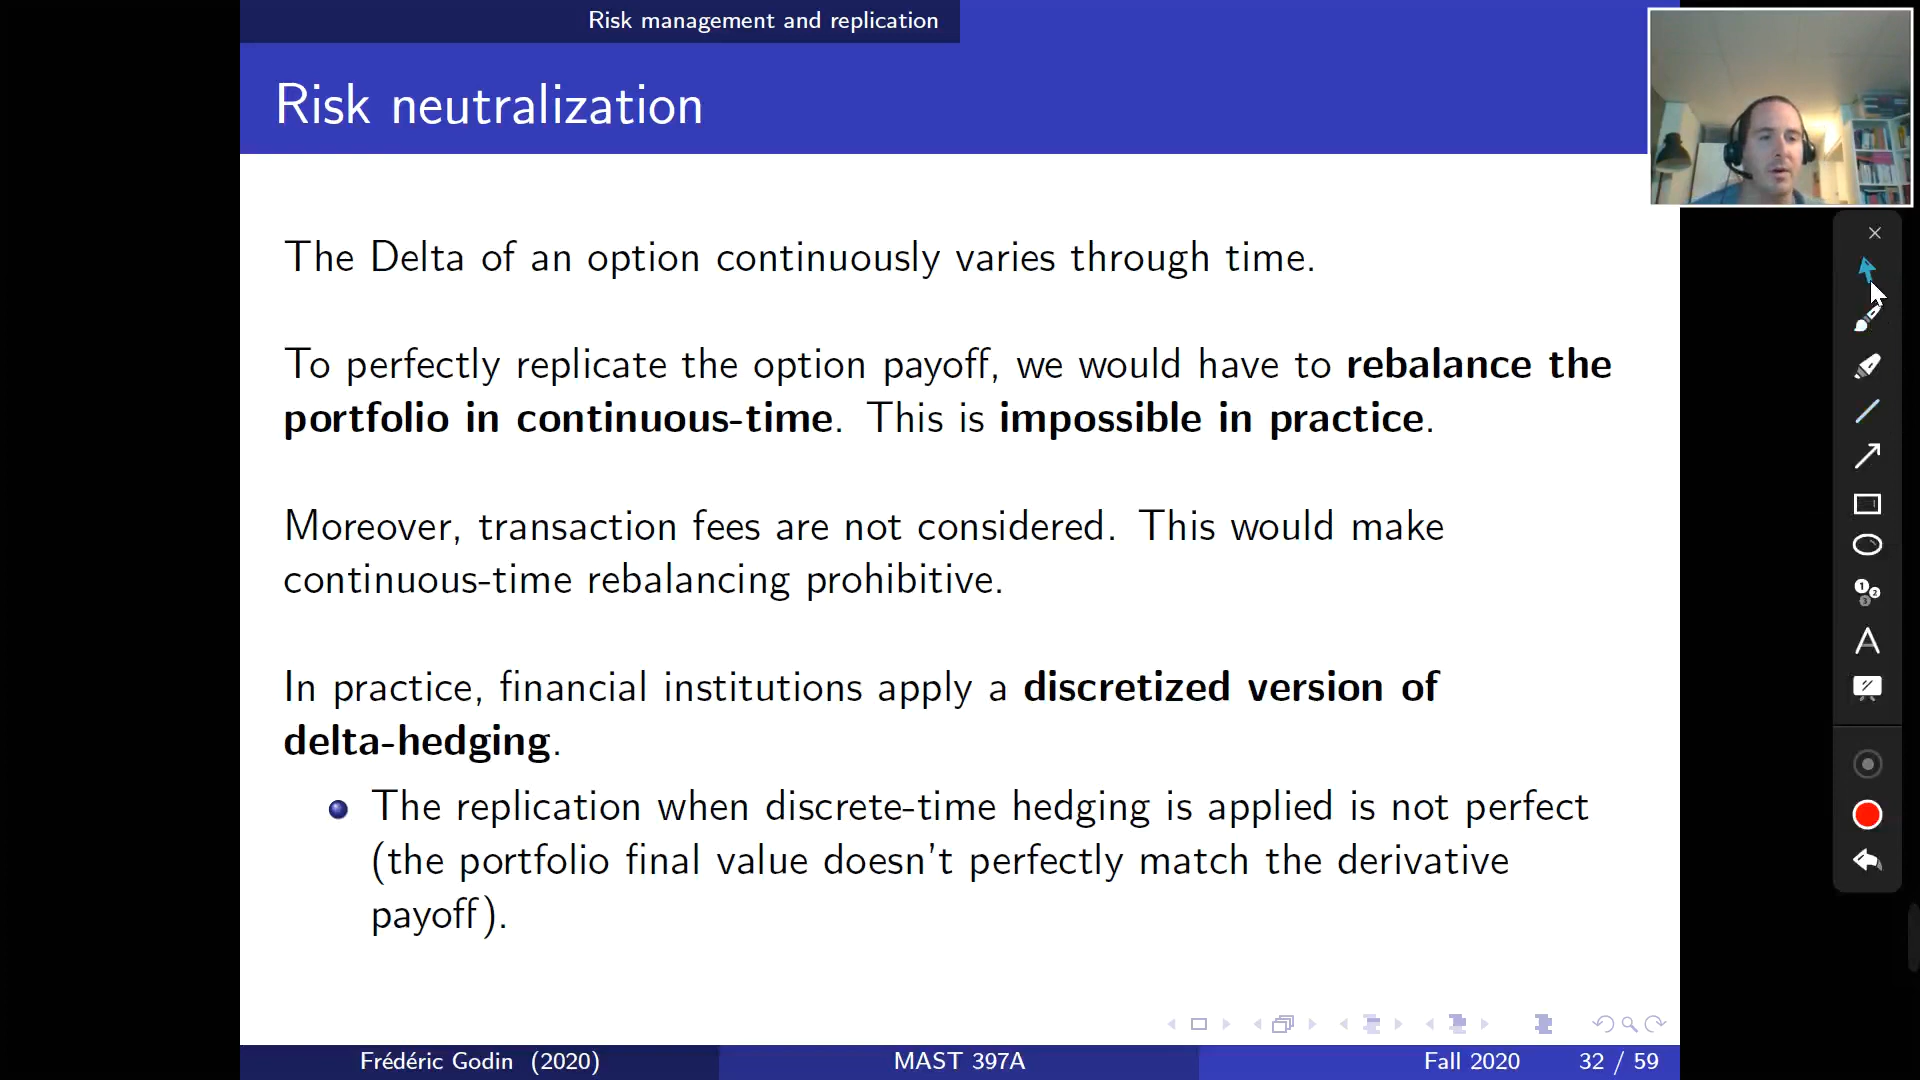 Risk management and replication
Risk neutralization
The Delta of an option continuously varies through time.
To perfectly replicate the option payoff, we would have to rebalance the
portfolio in continuous-time. This is impossible in practice.
Moreover, transaction fees are not considered. This would make
continuous-time rebalancing prohibitive.
In practice, financial institutions apply a discretized version of
delta-hedging.
The replication when discrete-time hedging is applied is not perfect
(the portfolio final value doesn't perfectly match the derivative
payoff).
Frédéric Godin (2020) MAST 397A Fall 2020 32 / 59